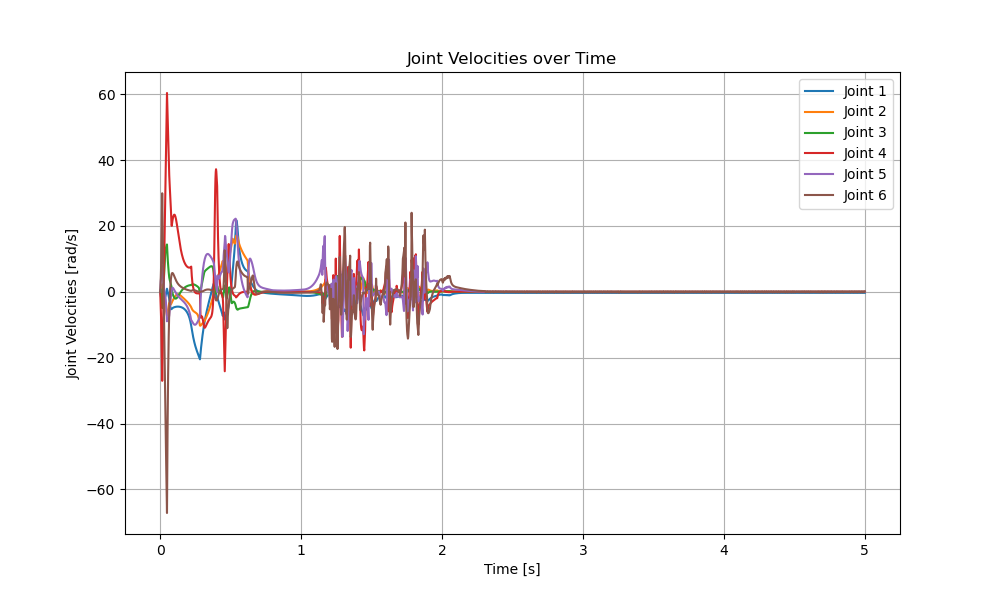 Joint Velocities over Time
Joint Velocities [rad/s]
60
40
20
0
−20
−40
−60
Joint 1
Joint 2
Joint 3
Joint 4
Joint 5
Joint 6
0 1 2 3 4 5
Time [s]